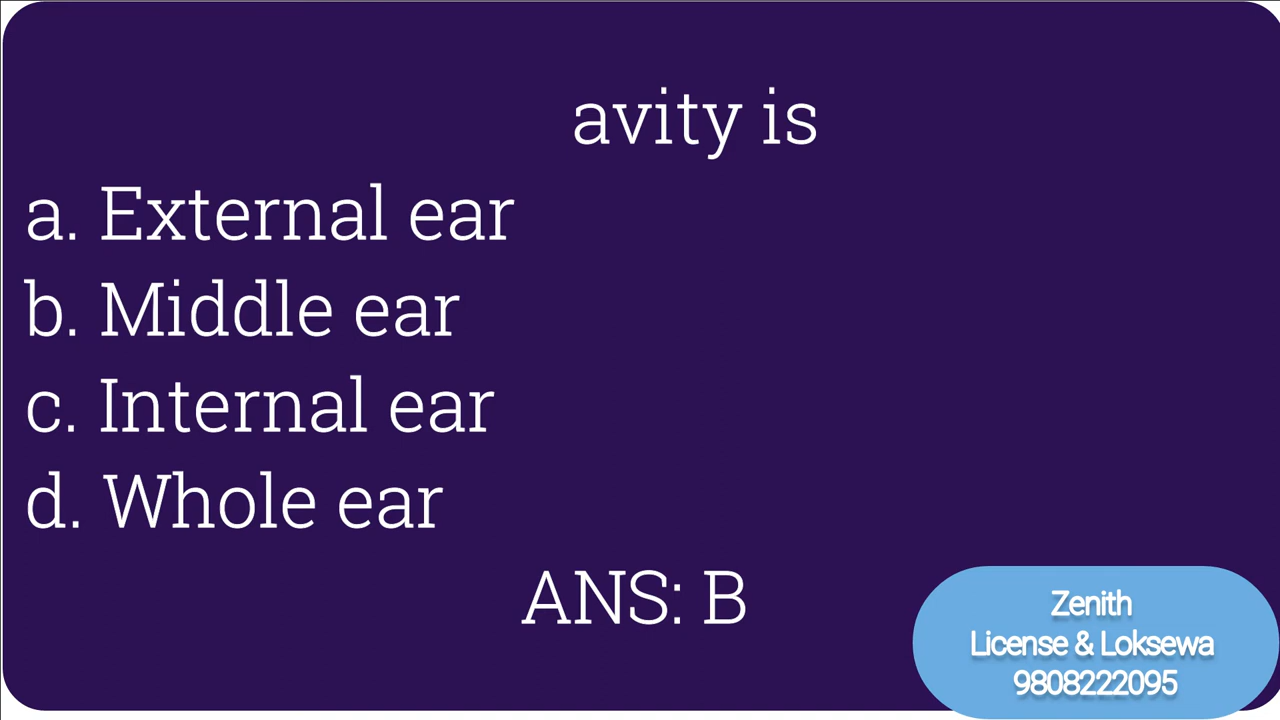 avity is
a. External ear
b. Middle ear
c. Internal ear
d. Whole ear
ANS: B
Zenith
License & Loksewa
9808222095